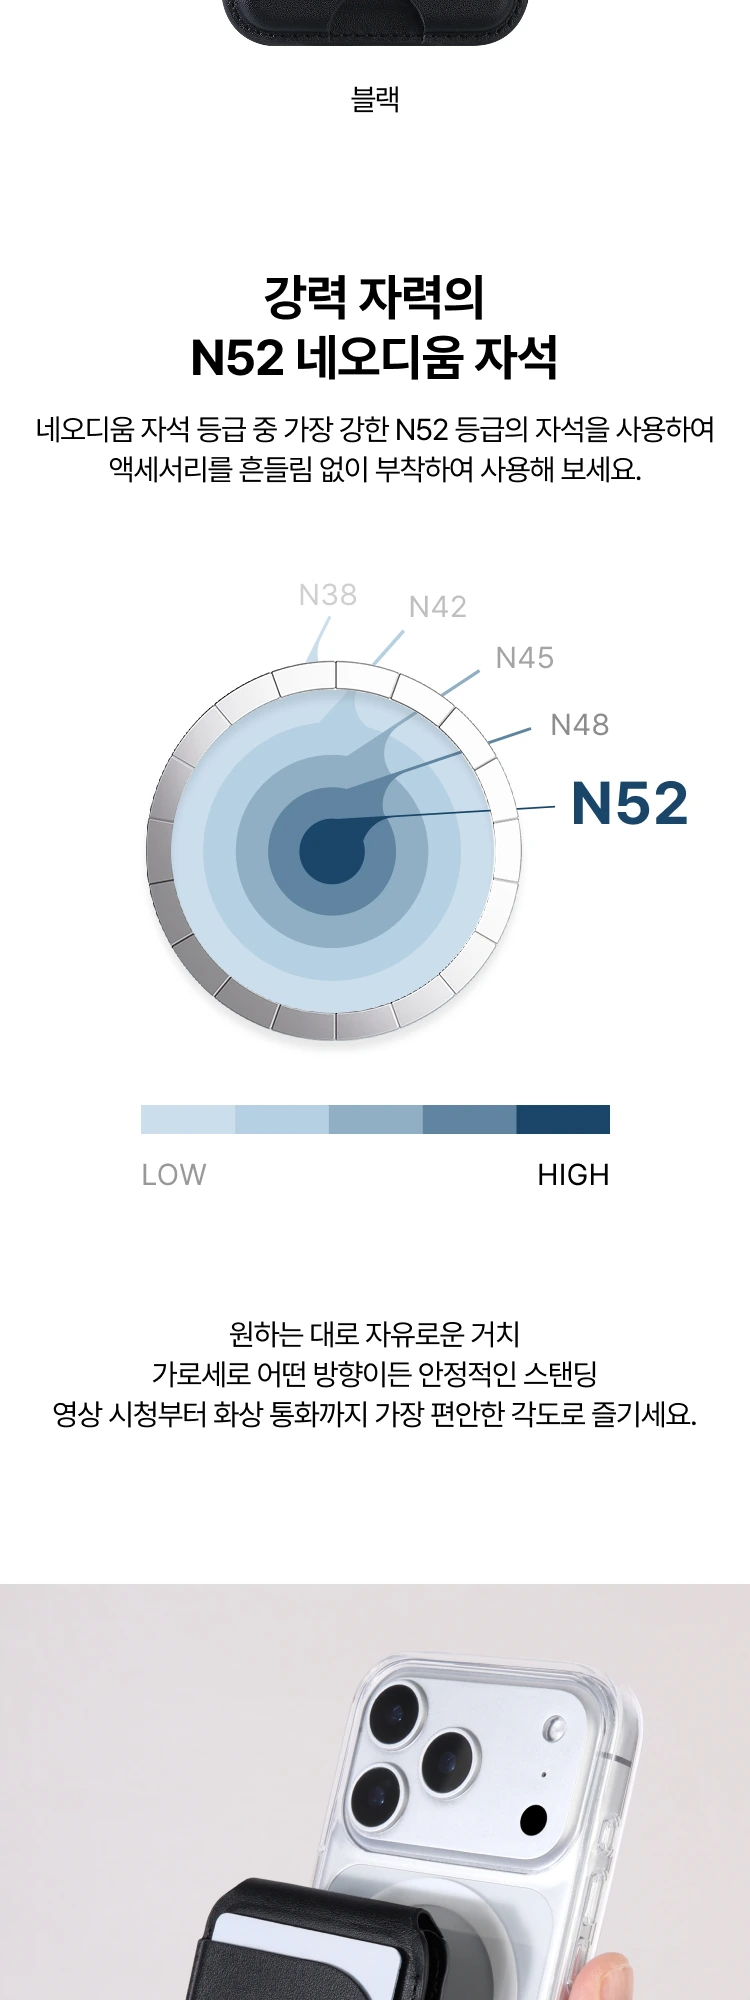 블랙
강력 자력의
N52 네오디움 자석
네오디움 자석 등급 중 가장 강한 N52 등급의 자석을 사용하여
액세서리를 흔들림 없이 부착하여 사용해 보세요.
N38
N42
N45
N48
N52
LOW
HIGH
원하는 대로 자유로운 거치
가로세로 어떤 방향이든 안정적인 스탠딩
영상 시청부터 화상 통화까지 가장 편안한 각도로 즐기세요.